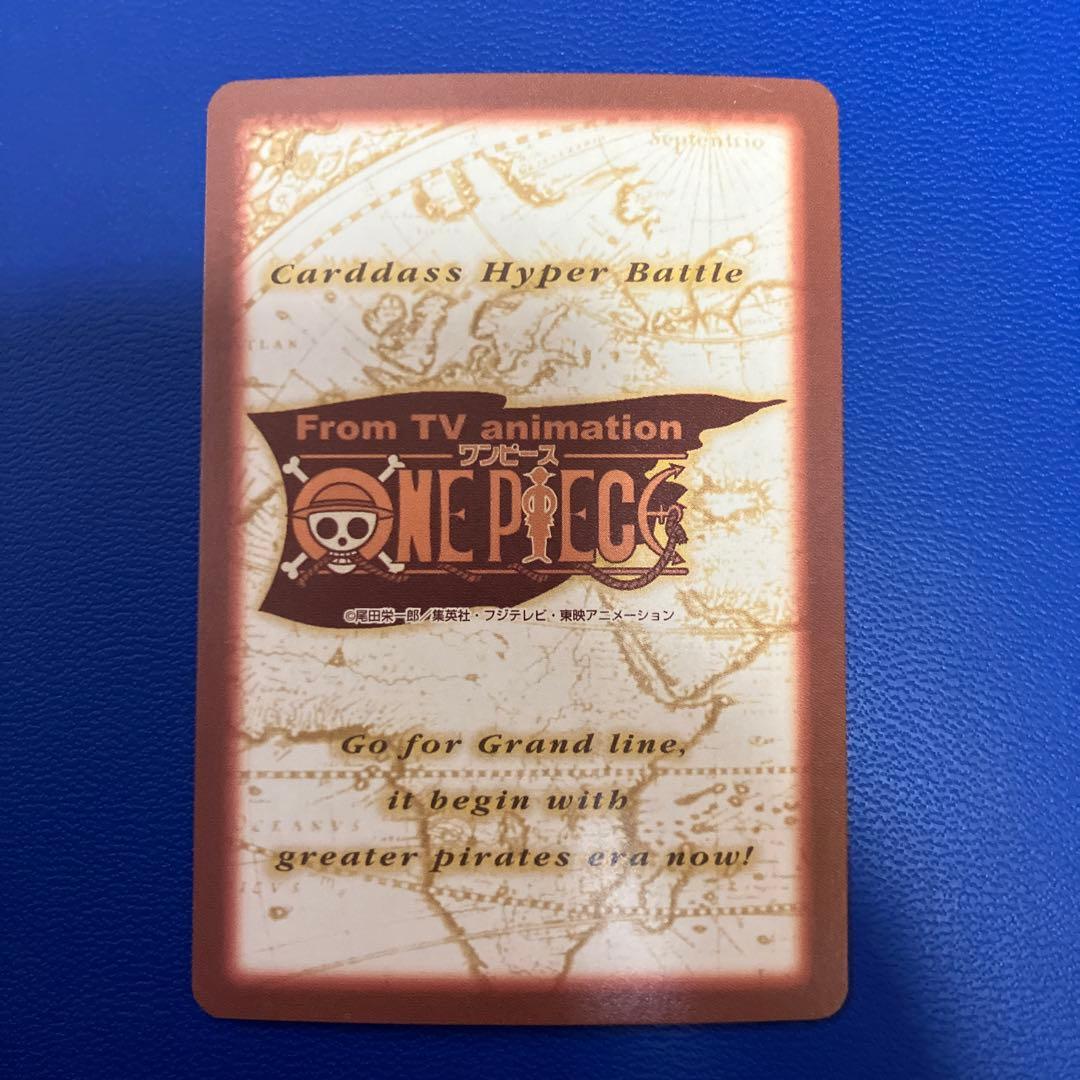 Septentrio
Carddass Hyper Battle
TLAN
From TV animation
ワンピース
ONE PIECE
©尾田栄一郎／集英社・フジテレビ・東映アニメーション
Go for Grand line,
it begin with
CEANVS
greater pirates era now!